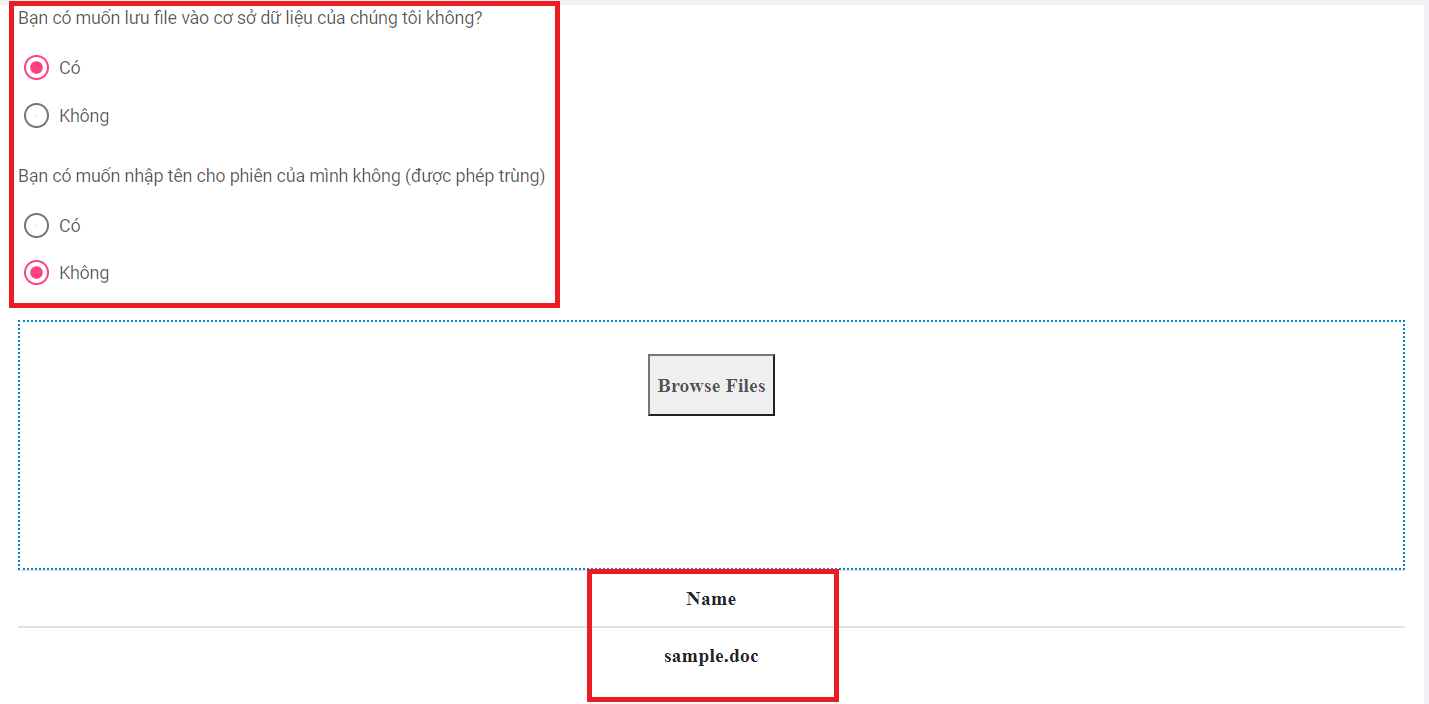 Bạn có muốn lưu file vào cơ sở dữ liệu của chúng tôi không?
Có
Không
Bạn có muốn nhập tên cho phiên của mình không (được phép trùng)
Có
Không
Browse Files
Name
sample.doc